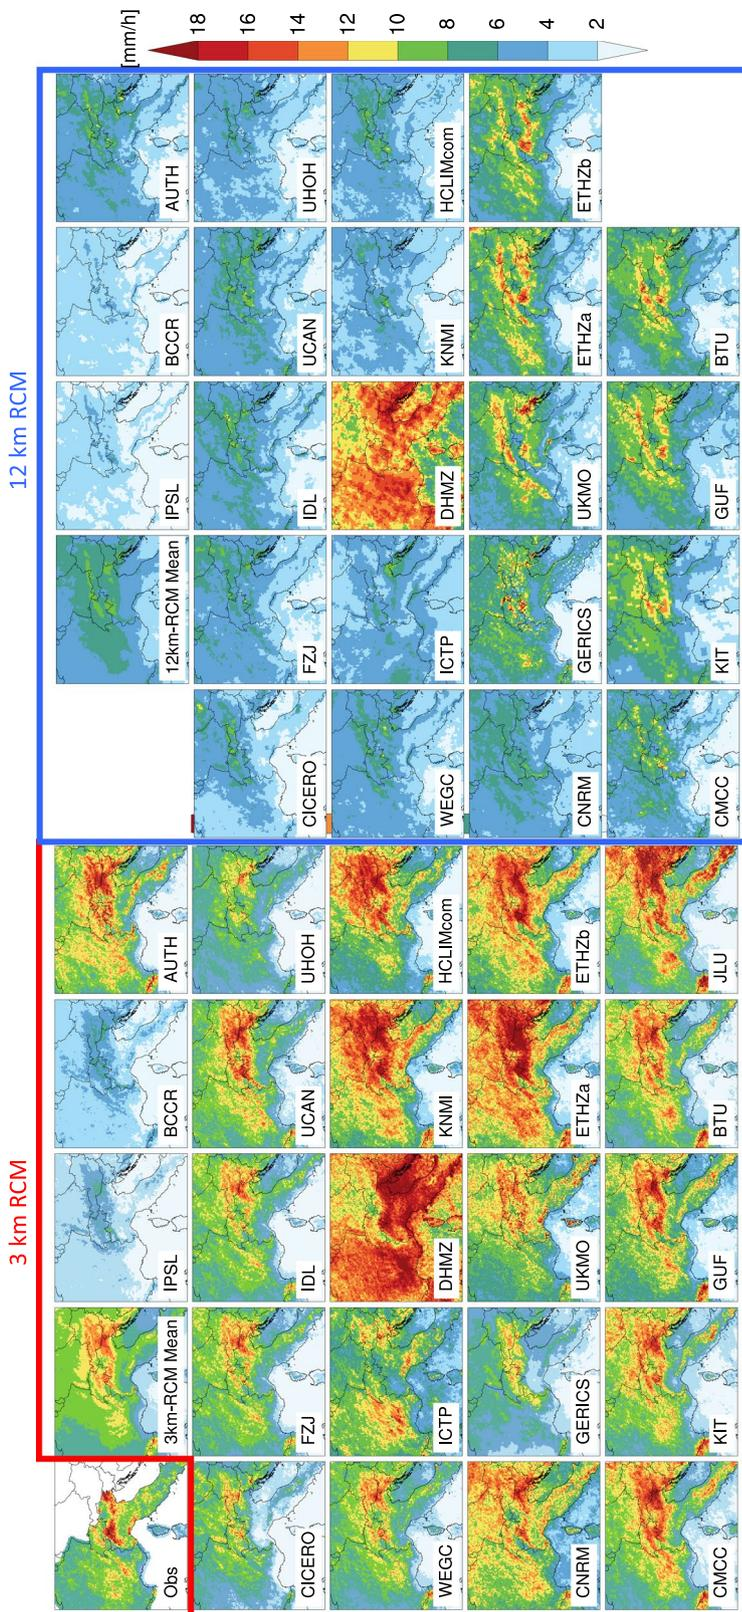 3 km RCM
12 km RCM
Obs
3km-RCM Mean
IPSL
BCCR
AUTH
12km-RCM Mean
IPSL
BCCR
AUTH
CICERO
FZJ
IDL
UCAN
UHOH
CICERO
FZJ
IDL
UCAN
UHOH
WEGC
ICTP
DHMZ
KNMI
HCLIMcom
WEGC
ICTP
DHMZ
KNMI
HCLIMcom
CNRM
GERICS
UKMO
ETHZa
ETHZb
CNRM
GERICS
UKMO
ETHZa
ETHZb
CMCC
KIT
GUF
BTU
JLU
CMCC
KIT
GUF
BTU
[mm/h]
18
16
14
12
10
8
6
4
2